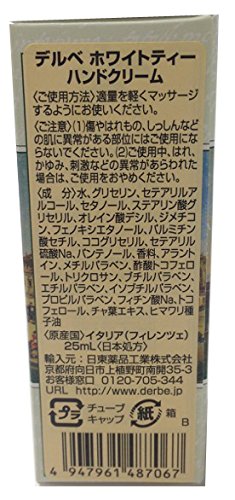 デルベ ホワイトティー
ハンドクリーム
〈ご使用方法〉適量を軽くマッサージ
するようにお使いください。
〈ご注意〉(1)傷やはれもの、しっしんなど
の肌に異常がある部位にはご使用に
ならないでください。(2)ご使用中、はれ、
かゆみ、刺激などの異常があらわれた場
合は、ご使用をおやめください。
〈成 分〉水、グリセリン、セテアリルア
ルコール、セタノール、ステアリン酸グ
リセリル、オレイン酸デシル、ジメチコ
ン、フェノキシエタノール、パルミチン
酸セチル、ココグリセリル、セテアリル
硫酸Na、パンテノール、香料、アラント
イン、メチルパラベン、酢酸トコフェロ
ール、トリクロサン、ブチルパラベン、
エチルパラベン、イソブチルパラベン、
プロピルパラベン、フィチン酸Na、トコ
フェロール、チャ葉エキス、ヒマワリ種
子油
〈原産国〉イタリア(フィレンツェ)
25mL(日本処方)
輸入元:日東薬品工業株式会社
京都府向日市上植野町南開35-3
お客様窓口 0120-705-344
URL http://www.derbe.jp/
プラ
チューブ
キャップ
紙
箱
B
4 947961 487067